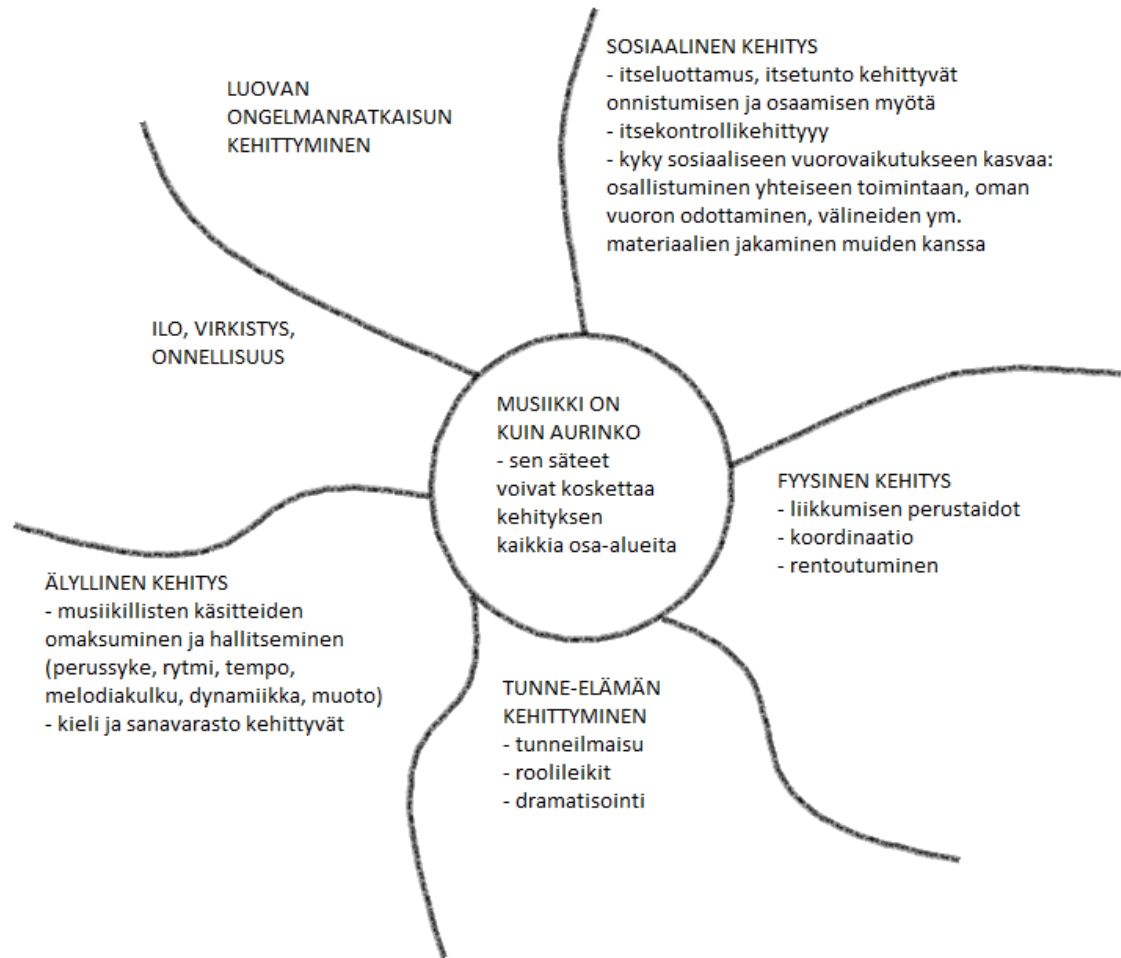 LUOVAN
ONGELMANRATKAISUN
KEHITTYMINEN
SOSIAALINEN KEHITYS
- itseluottamus, itsetunto kehittyvät
onnistumisen ja osaamisen myötä
- itsekontrollikehittyyy
- kyky sosiaaliseen vuorovaikutukseen kasvaa:
osallistuminen yhteiseen toimintaan, oman
vuoron odottaminen, välineiden ym.
materiaalien jakaminen muiden kanssa
ILO, VIRKISTYS,
ONNELLISUUS
MUSIIKKI ON
KUIN AURINKO
- sen säteet
voivat koskettaa
kehityksen
kaikkia osa-alueita
FYYSINEN KEHITYS
- liikkumisen perustaidot
- koordinaatio
- rentoutuminen
ÄLYLLINEN KEHITYS
- musiikillisten käsitteiden
omaksuminen ja hallitseminen
(perussyke, rytmi, tempo,
melodiakulku, dynamiikka, muoto)
- kieli ja sanavarasto kehittyvät
TUNNE-ELÄMÄN
KEHITTYMINEN
- tunneilmaisu
- roolileikit
- dramatisointi